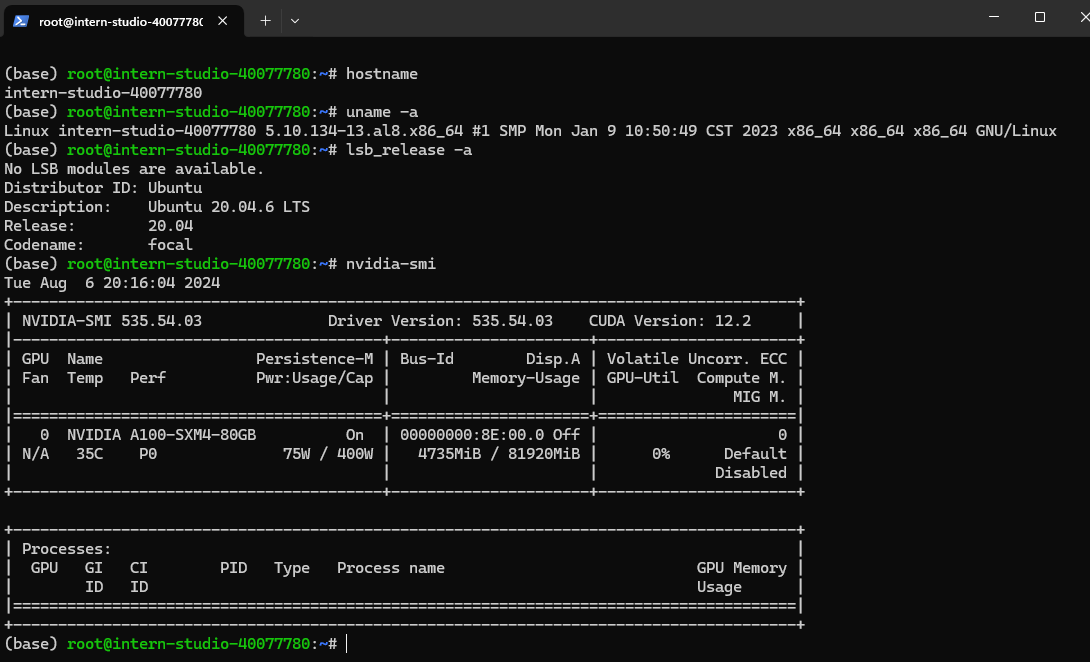 root@intern-studio-4007778(
(base) root@intern-studio-40077780:~# hostname
intern-studio-40077780
(base) root@intern-studio-40077780:~# uname -a
Linux intern-studio-40077780 5.10.134-13.al8.x86_64 #1 SMP Mon Jan 9 10:50:49 CST 2023 x86_64 x86_64 x86_64 GNU/Linux
(base) root@intern-studio-40077780:~# lsb_release -a
No LSB modules are available.
Distributor ID: Ubuntu
Description:    Ubuntu 20.04.6 LTS
Release:        20.04
Codename:       focal
(base) root@intern-studio-40077780:~# nvidia-smi
Tue Aug  6 20:16:04 2024
+---------------------------------------------------------------------------------------+
| NVIDIA-SMI 535.54.03              Driver Version: 535.54.03    CUDA Version: 12.2     |
|-----------------------------------------+----------------------+----------------------+
| GPU  Name                 Persistence-M | Bus-Id        Disp.A | Volatile Uncorr. ECC |
| Fan  Temp   Perf          Pwr:Usage/Cap |         Memory-Usage | GPU-Util  Compute M. |
|                                         |                      |               MIG M. |
|=========================================+======================+======================|
|   0  NVIDIA A100-SXM4-80GB          On  | 00000000:8E:00.0 Off |                    0 |
| N/A   35C    P0              75W / 400W |   4735MiB / 81920MiB |      0%      Default |
|                                         |                      |             Disabled |
+-----------------------------------------+----------------------+----------------------+
+---------------------------------------------------------------------------------------+
| Processes:                                                                            |
|  GPU   GI   CI        PID   Type   Process name                            GPU Memory |
|        ID   ID                                                             Usage      |
|=======================================================================================|
+---------------------------------------------------------------------------------------+
(base) root@intern-studio-40077780:~#